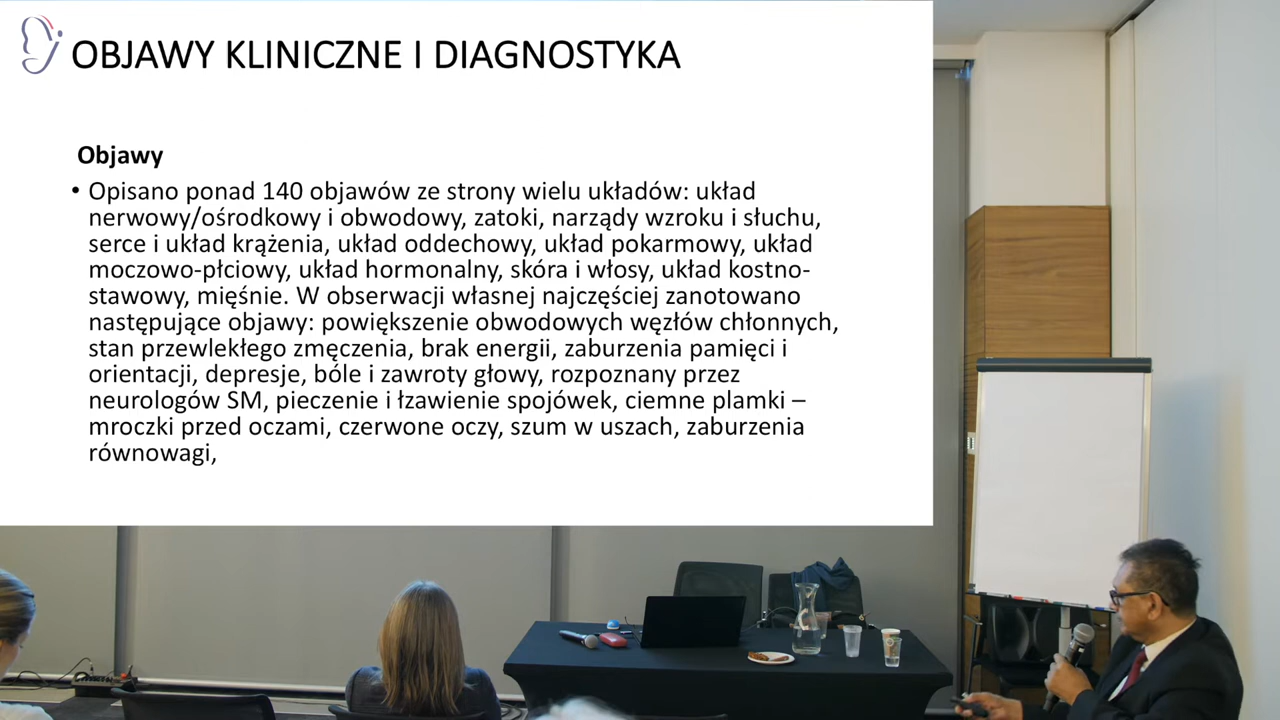 OBJAWY KLINICZNE I DIAGNOSTYKA
Objawy
• Opisano ponad 140 objawów ze strony wielu układów: układ
nerwowy/ośrodkowy i obwodowy, zatoki, narządy wzroku i słuchu,
serce i układ krążenia, układ oddechowy, układ pokarmowy, układ
moczowo-płciowy, układ hormonalny, skóra i włosy, układ kostno-
stawowy, mięśnie. W obserwacji własnej najczęściej zanotowano
następujące objawy: powiększenie obwodowych węzłów chłonnych,
stan przewlekłego zmęczenia, brak energii, zaburzenia pamięci i
orientacji, depresje, bóle i zawroty głowy, rozpoznany przez
neurologów SM, pieczenie i łzawienie spojówek, ciemne plamki –
mroczki przed oczami, czerwone oczy, szum w uszach, zaburzenia
równowagi,